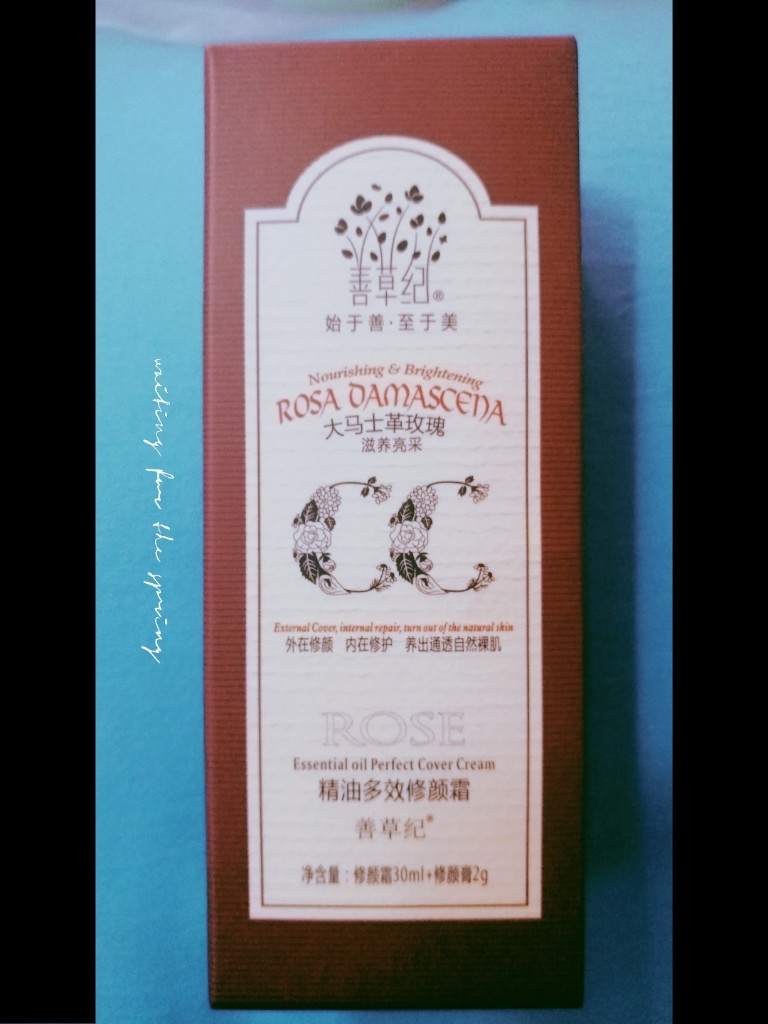 善草纪®
始于善·至于美
Nourishing & Brightening
ROSA DAMASCENA
大马士革玫瑰
滋养亮采
CC
External Cover, internal repair, turn out of the natural skin
外在修颜 内在修护 养出通透自然裸肌
ROSE
Essential oil Perfect Cover Cream
精油多效修颜霜
善草纪®
净含量：修颜霜30ml+修颜膏2g
waiting for the spring